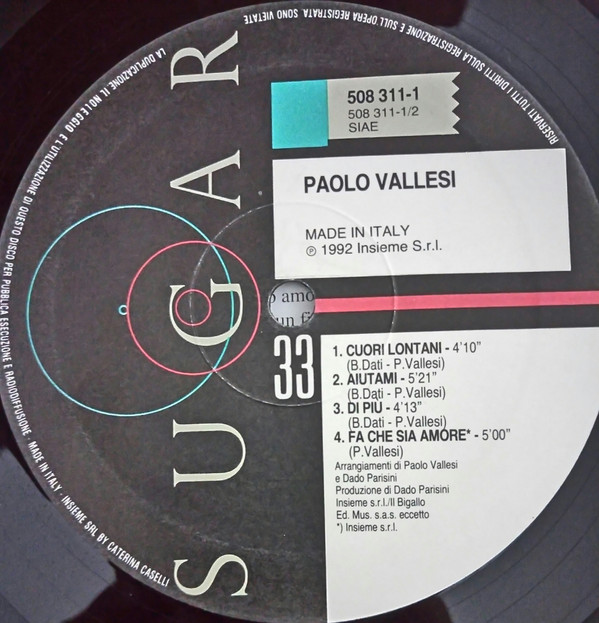 RISERVATI TUTTI I DIRITTI SULLA REGISTRAZIONE E SULL'OPERA REGISTRATA. SONO VIETATE
LA DUPLICAZIONE IL NOLEGGIO E L'UTILIZZAZIONE DI QUESTO DISCO PER PUBBLICA ESECUZIONE E RADIODIFFUSIONE · MADE IN ITALY · INSIEME SRL BY CATERINA CASELLI
SUGAR
508 311-1
508 311-1/2
SIAE
PAOLO VALLESI
MADE IN ITALY
℗ 1992 Insieme S.r.l.
amo
un
33
1. CUORI LONTANI - 4'10"
(B.Dati - P.Vallesi)
2. AIUTAMI - 5'21"
(B.Dati - P.Vallesi)
3. DI PIU - 4'13"
(B.Dati - P.Vallesi)
4. FA CHE SIA AMORE* - 5'00"
(P.Vallesi)
Arrangiamenti di Paolo Vallesi
e Dado Parisini
Produzione di Dado Parisini
Insieme s.r.l./Il Bigallo
Ed. Mus. s.a.s. eccetto
*) Insieme s.r.l.